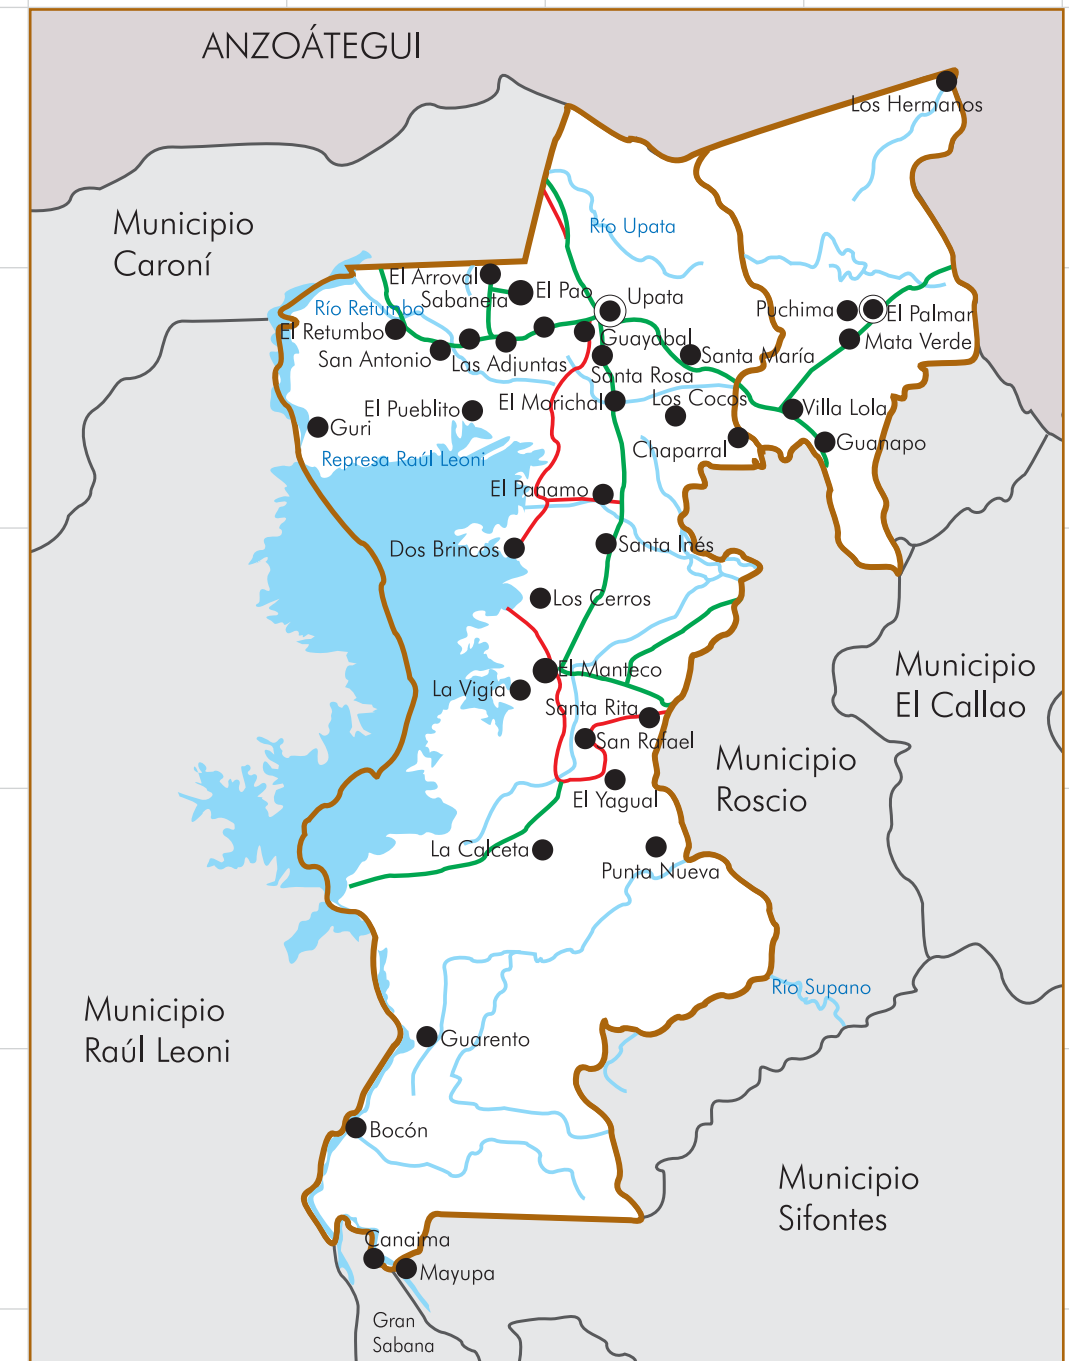 ANZOÁTEGUI
Los Hermanos
Municipio
Caroní
Río Upata
El Arroval
Sabaneta
El Pao
Upata
Río Retumbo
El Retumbo
Puchima
El Palmar
Guayabal
Mata Verde
San Antonio
Las Adjuntas
Santa María
Santa Rosa
El Pueblito
El Morichal
Los Cocos
Villa Lola
Guri
Chaparral
Guanapo
Represa Raúl Leoni
El Panamo
Dos Brincos
Santa Inés
Los Cerros
El Manteco
Municipio
El Callao
La Vigía
Santa Rita
San Rafael
Municipio
Roscio
El Yagual
La Calceta
Punta Nueva
Río Supano
Municipio
Raúl Leoni
Guarento
Bocón
Municipio
Sifontes
Canaima
Mayupa
Gran
Sabana